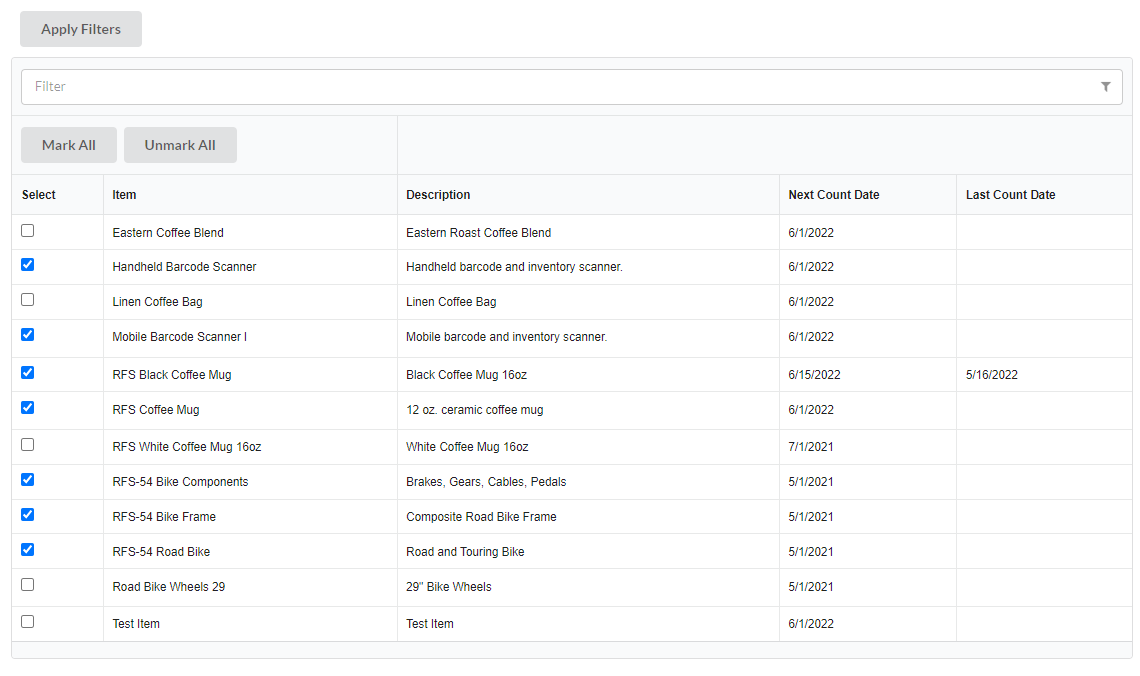 Apply Filters
Filter
Mark All Unmark All
Select Item Description Next Count Date Last Count Date
Eastern Coffee Blend Eastern Roast Coffee Blend 6/1/2022
Handheld Barcode Scanner Handheld barcode and inventory scanner. 6/1/2022
Linen Coffee Bag Linen Coffee Bag 6/1/2022
Mobile Barcode Scanner I Mobile barcode and inventory scanner. 6/1/2022
RFS Black Coffee Mug Black Coffee Mug 16oz 6/15/2022 5/16/2022
RFS Coffee Mug 12 oz. ceramic coffee mug 6/1/2022
RFS White Coffee Mug 16oz White Coffee Mug 16oz 7/1/2021
RFS-54 Bike Components Brakes, Gears, Cables, Pedals 5/1/2021
RFS-54 Bike Frame Composite Road Bike Frame 5/1/2021
RFS-54 Road Bike Road and Touring Bike 5/1/2021
Road Bike Wheels 29 29" Bike Wheels 5/1/2021
Test Item Test Item 6/1/2022